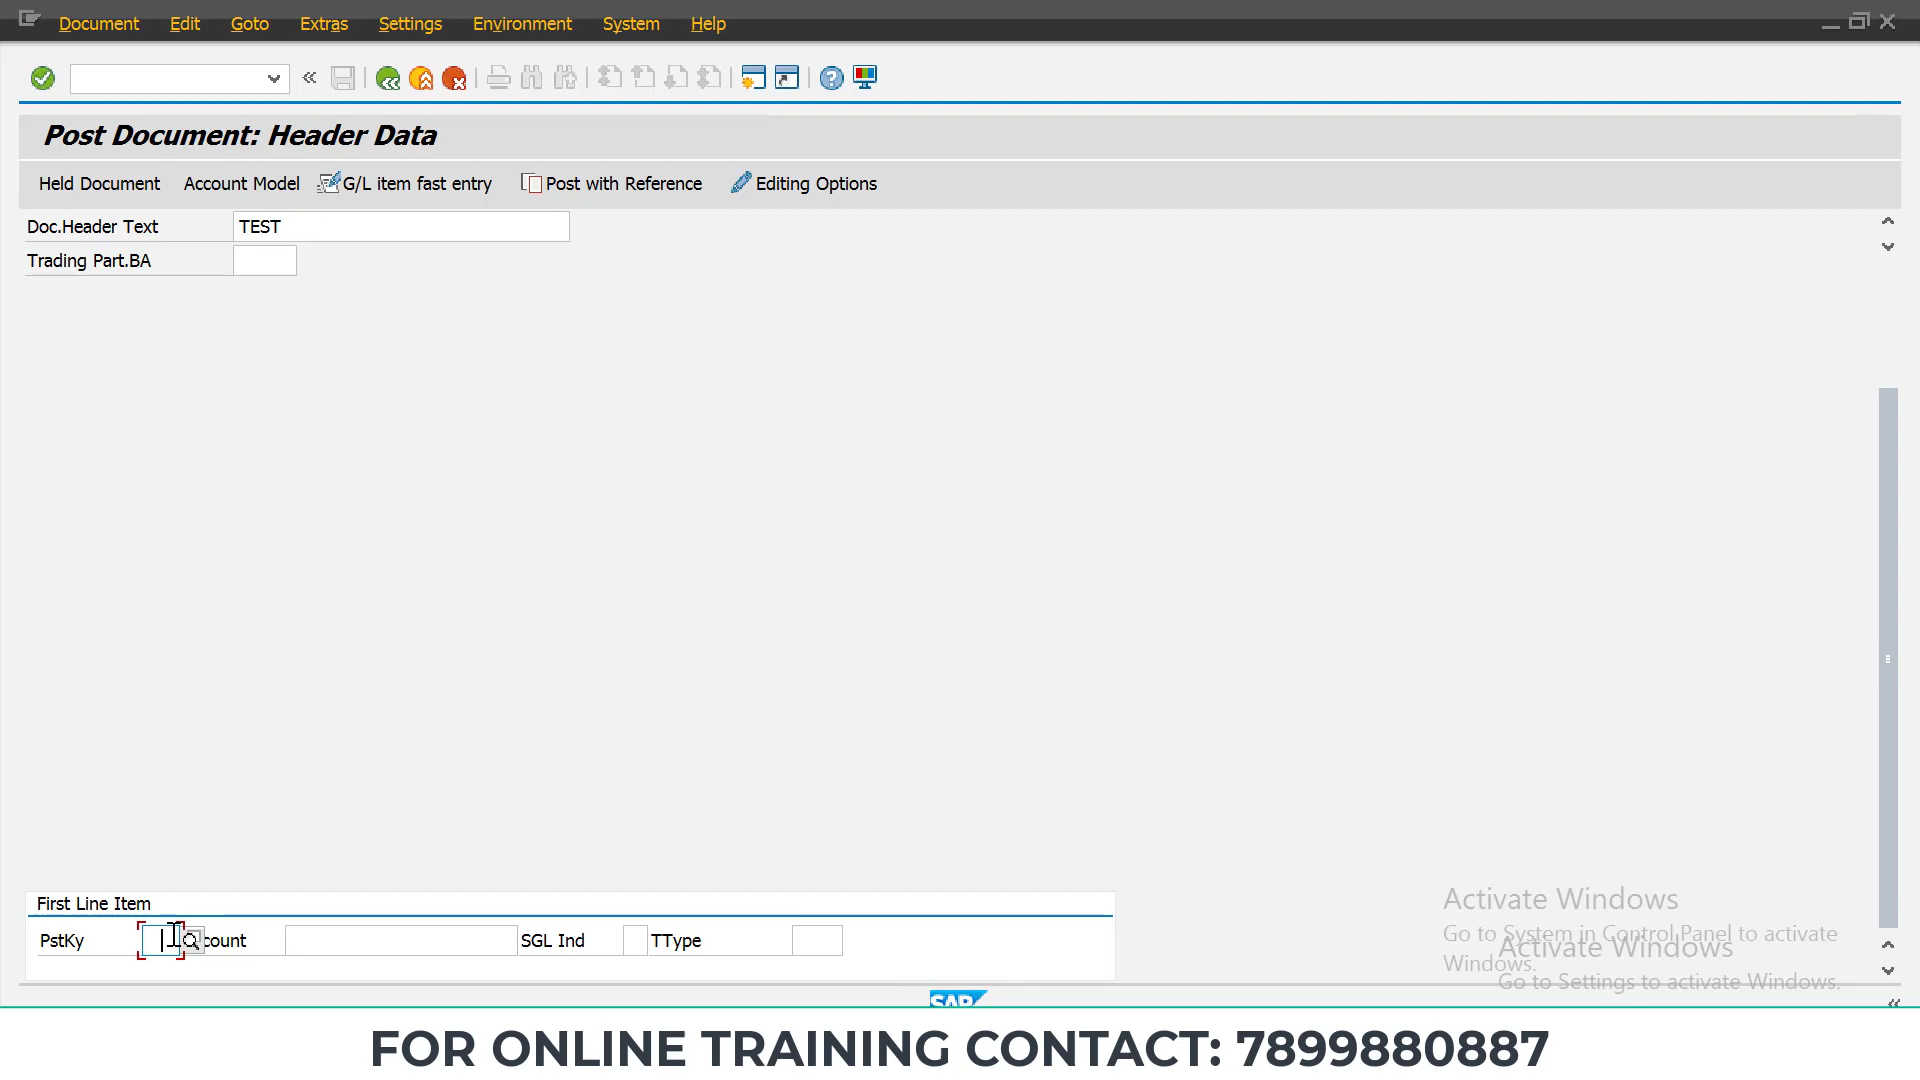 Document Edit Goto Extras Settings Environment System Help
Post Document: Header Data
Held Document Account Model G/L item fast entry Post with Reference Editing Options
Doc.Header Text TEST
Trading Part.BA
First Line Item
PstKy count SGL Ind TType
Activate Windows
Go to System in Control Panel to activate
Windows.
Activate Windows
Go to Settings to activate Windows.
SAP
FOR ONLINE TRAINING CONTACT: 7899880887